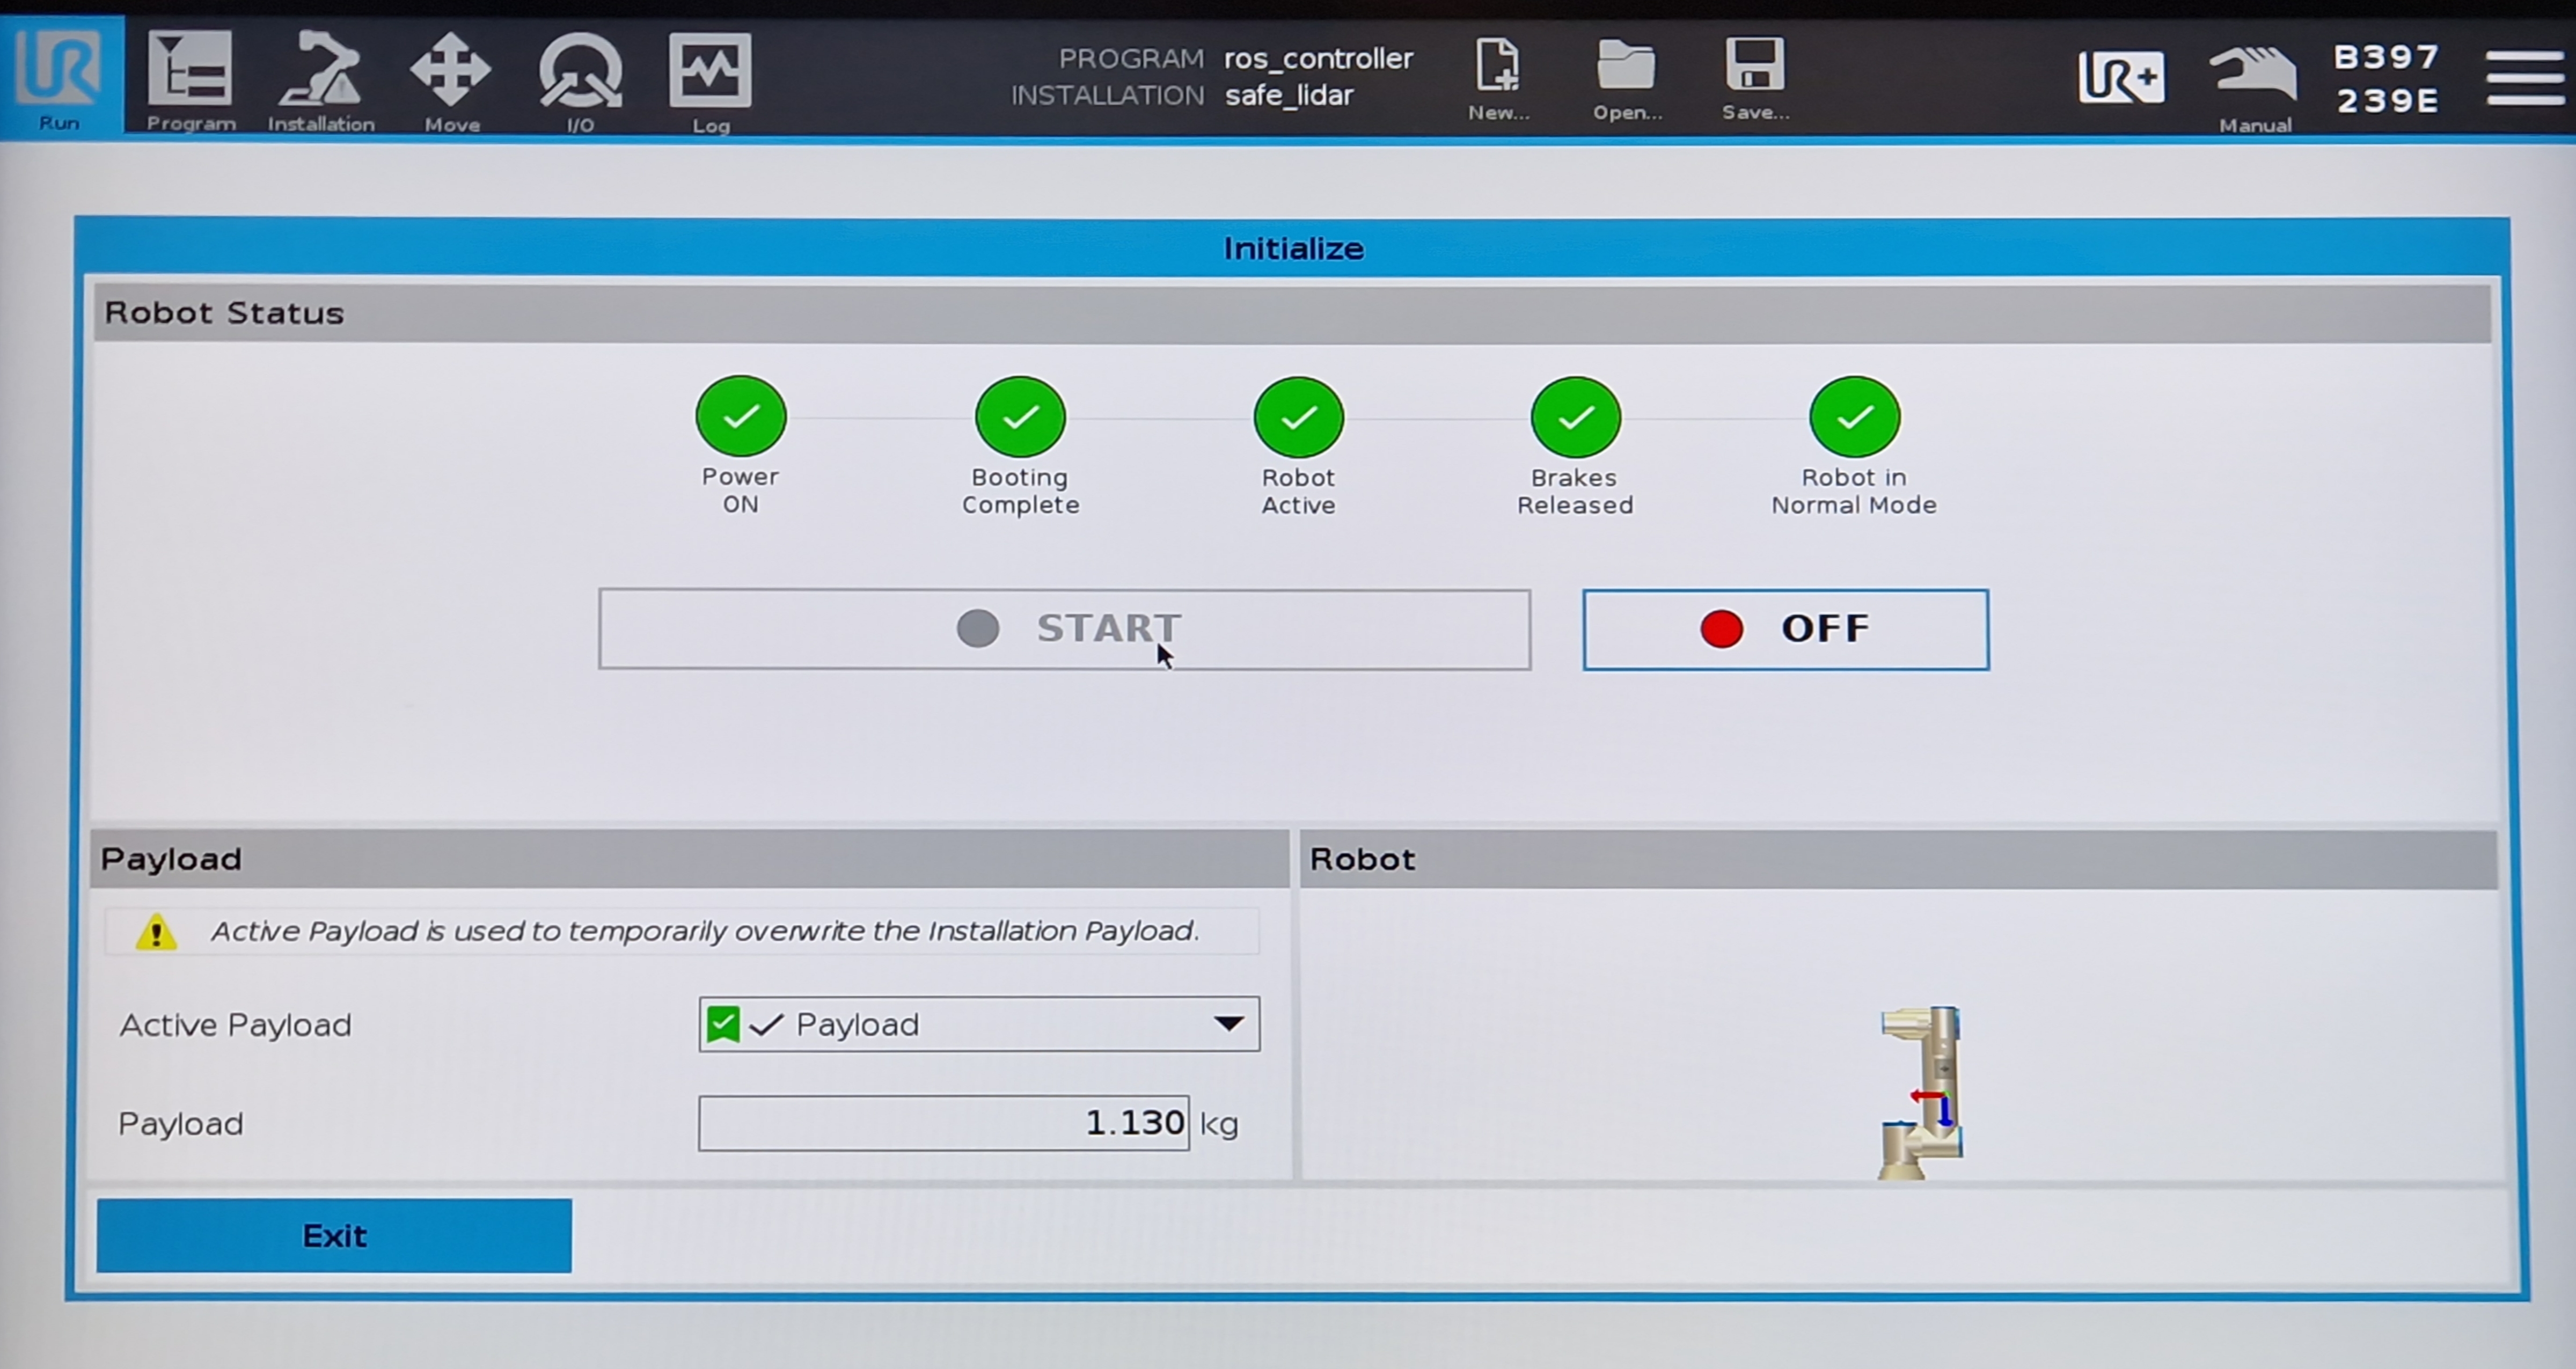 PROGRAM ros_controller
INSTALLATION safe_lidar
Run
Program
Installation
Move
I/O
Log
New...
Open...
Save...
UR+
Manual
B397
239E
Initialize
Robot Status
Power
ON
Booting
Complete
Robot
Active
Brakes
Released
Robot in
Normal Mode
START
OFF
Payload
Active Payload is used to temporarily overwrite the Installation Payload.
Active Payload
Payload
Payload
1.130 kg
Robot
Exit